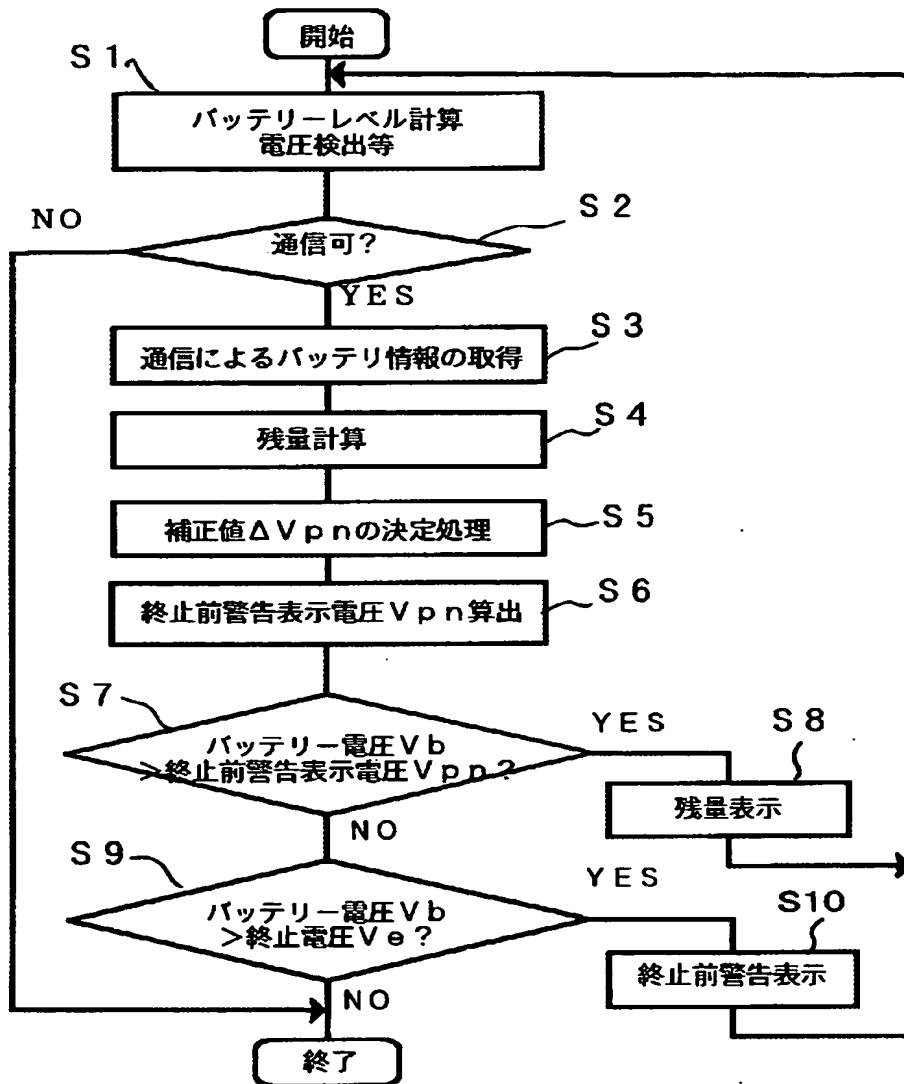 開始
S1
バッテリーレベル計算
電圧検出等
NO
S2
通信可?
YES
S3
通信によるバッテリ情報の取得
S4
残量計算
S5
補正値ΔVpnの決定処理
S6
終止前警告表示電圧Vpn算出
S7
バッテリー電圧Vb
>終止前警告表示電圧Vpn?
YES
S8
残量表示
NO
S9
バッテリー電圧Vb
>終止電圧Ve?
YES
S10
終止前警告表示
NO
終了